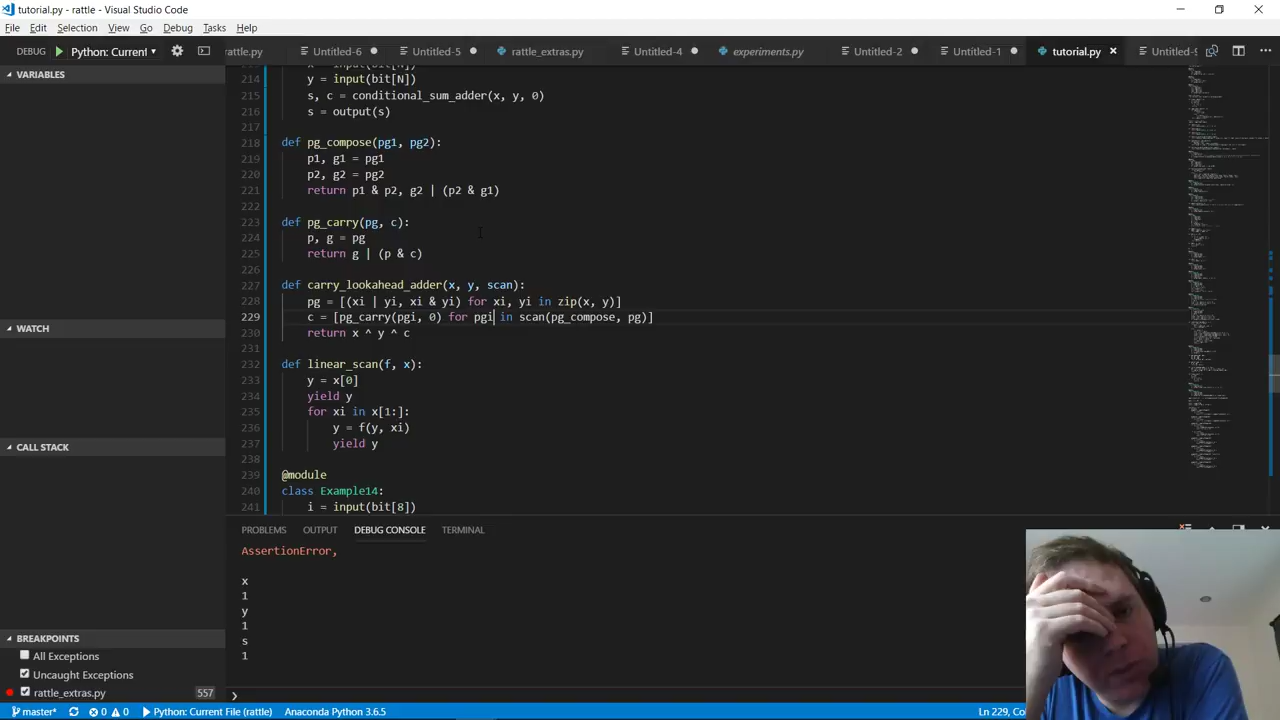 tutorial.py - rattle - Visual Studio Code
File Edit Selection View Go Debug Tasks Help
DEBUG Python: Current
rattle.py Untitled-6 Untitled-5 rattle_extras.py Untitled-4 experiments.py Untitled-2 Untitled-1 tutorial.py Untitled-9
VARIABLES
214 y = input(bit[N])
215 s, c = conditional_sum_adder(x, y, 0)
216 s = output(s)
217
218 def pg_compose(pg1, pg2):
219 p1, g1 = pg1
220 p2, g2 = pg2
221 return p1 & p2, g2 | (p2 & g1)
222
223 def pg_carry(pg, c):
224 p, g = pg
225 return g | (p & c)
226
227 def carry_lookahead_adder(x, y, scan):
228 pg = [(xi | yi, xi & yi) for xi, yi in zip(x, y)]
229 c = [pg_carry(pgi, 0) for pgi in scan(pg_compose, pg)]
230 return x ^ y ^ c
231
232 def linear_scan(f, x):
233 y = x[0]
234 yield y
235 for xi in x[1:]:
236 y = f(y, xi)
237 yield y
238
239 @module
240 class Example14:
241 i = input(bit[8])
WATCH
CALL STACK
BREAKPOINTS
All Exceptions
Uncaught Exceptions
rattle_extras.py 557
PROBLEMS OUTPUT DEBUG CONSOLE TERMINAL
AssertionError,
x
1
y
1
s
1
master* 0 0 Python: Current File (rattle) Anaconda Python 3.6.5 Ln 229,